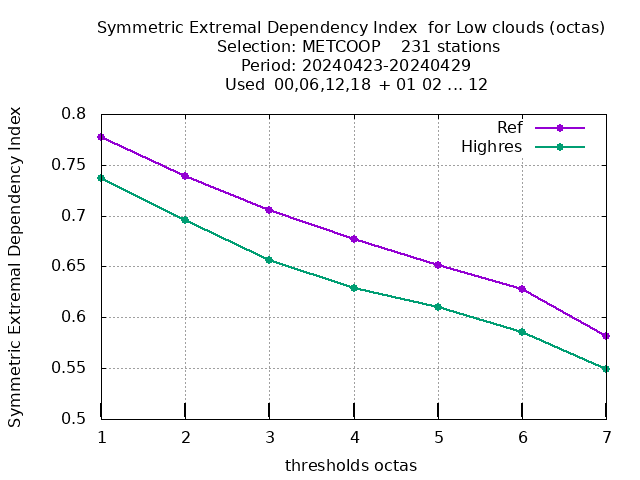 Symmetric Extremal Dependency Index  for Low clouds (octas)
Selection: METCOOP    231 stations
Period: 20240423-20240429
Used  00,06,12,18 + 01 02 ... 12
Symmetric Extremal Dependency Index
0.8
0.75
0.7
0.65
0.6
0.55
0.5
Ref
Highres
1 2 3 4 5 6 7
thresholds octas